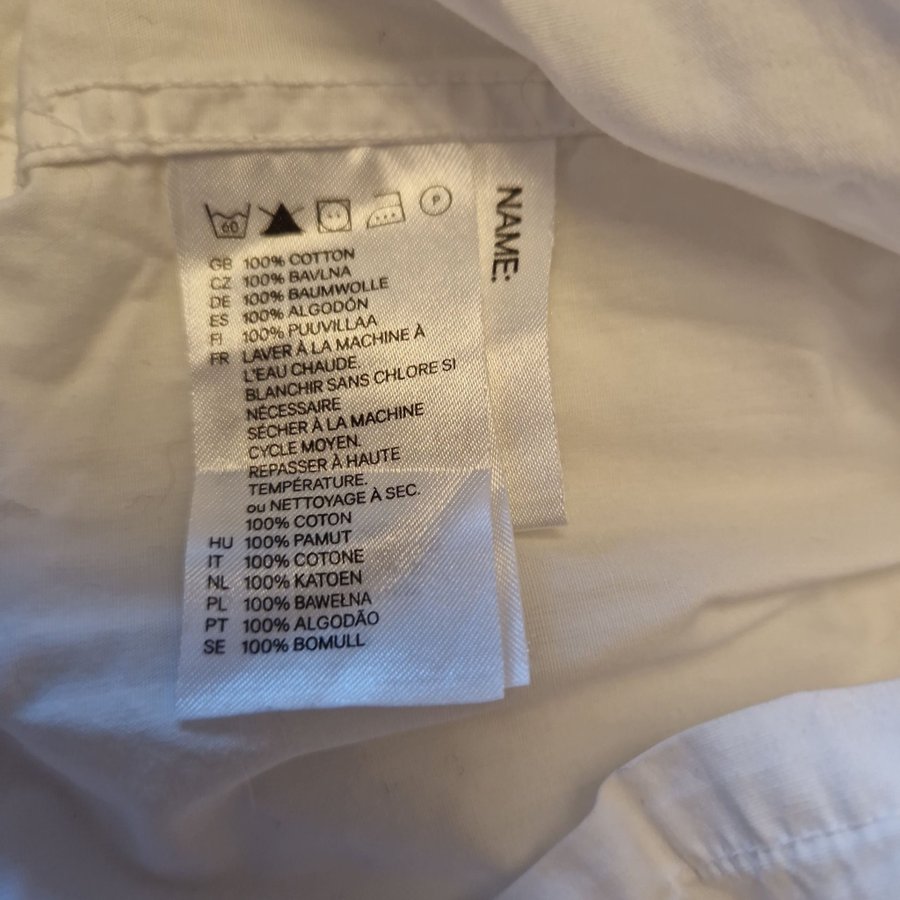 60
P
NAME:
GB 100% COTTON
CZ 100% BAVLNA
DE 100% BAUMWOLLE
ES 100% ALGODÓN
FI 100% PUUVILLAA
FR LAVER À LA MACHINE À
L'EAU CHAUDE.
BLANCHIR SANS CHLORE SI
NÉCESSAIRE
SÉCHER À LA MACHINE
CYCLE MOYEN.
REPASSER À HAUTE
TEMPÉRATURE.
ou NETTOYAGE À SEC.
100% COTON
HU 100% PAMUT
IT 100% COTONE
NL 100% KATOEN
PL 100% BAWEŁNA
PT 100% ALGODÃO
SE 100% BOMULL